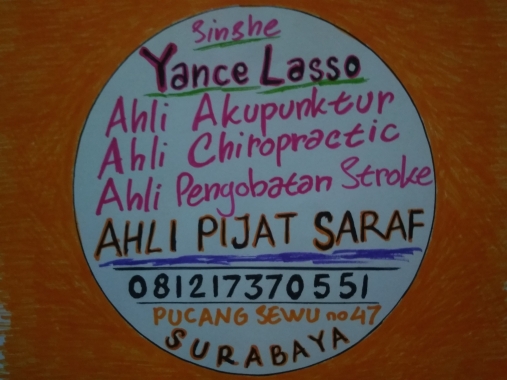 Sinshe
Yance Lasso
Ahli Akupunktur
Ahli Chiropractic
Ahli Pengobatan Stroke
AHLI PIJAT SARAF
081217370551
PUCANG SEWU no 47
SURABAYA